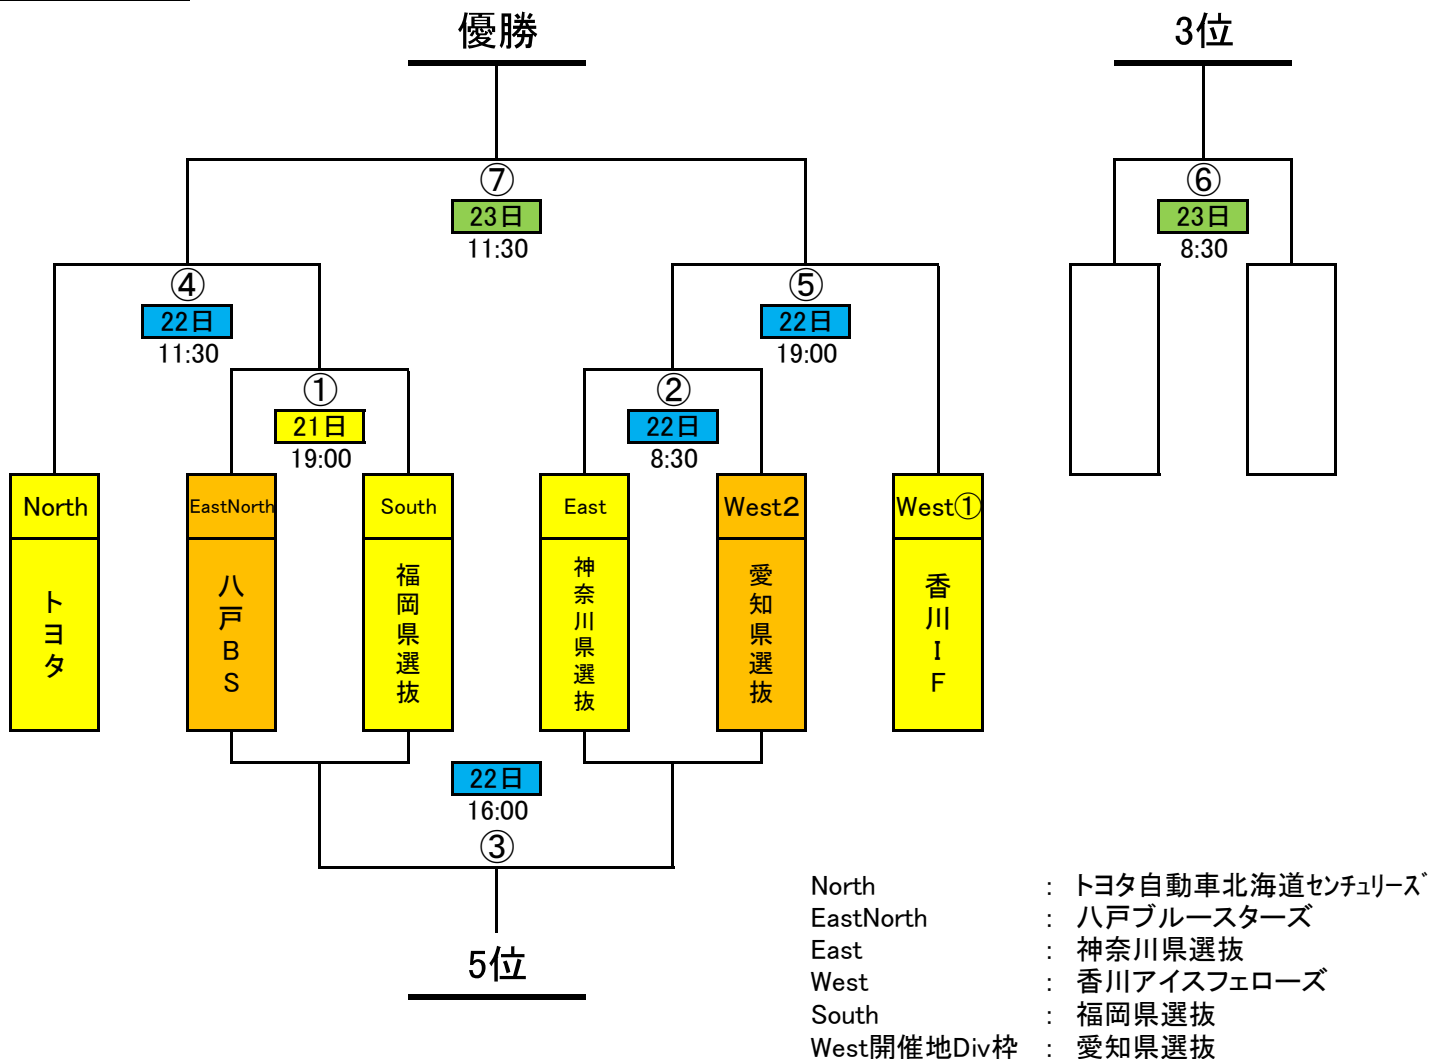 優勝
3位
⑦
23日
11:30
⑥
23日
8:30
④
22日
11:30
⑤
22日
19:00
①
21日
19:00
②
22日
8:30
North
EastNorth
South
East
West2
West①
トヨタ
八戸BS
福岡県選抜
神奈川県選抜
愛知県選抜
香川IF
22日
16:00
③
5位
North : トヨタ自動車北海道センチュリーズ
EastNorth : 八戸ブルースターズ
East : 神奈川県選抜
West : 香川アイスフェローズ
South : 福岡県選抜
West開催地Div枠 : 愛知県選抜